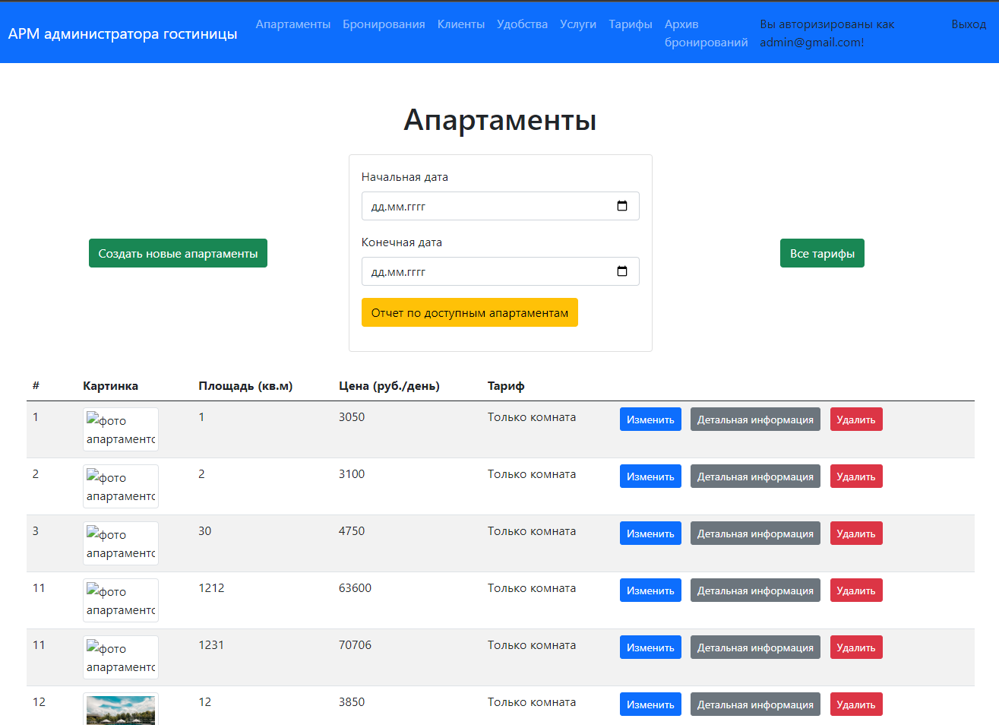 АРМ администратора гостиницы
Апартаменты
Бронирования
Клиенты
Удобства
Услуги
Тарифы
Архив
бронирований
Вы авторизированы как
admin@gmail.com!
Выход
Апартаменты
Начальная дата
дд.мм.гггг
Конечная дата
дд.мм.гггг
Отчет по доступным апартаментам
Создать новые апартаменты
Все тарифы
# Картинка Площадь (кв.м) Цена (руб./день) Тариф
1 фото 1 3050 Только комната Изменить Детальная информация Удалить
апартаменто
2 фото 2 3100 Только комната Изменить Детальная информация Удалить
апартаменто
3 фото 30 4750 Только комната Изменить Детальная информация Удалить
апартаменто
11 фото 1212 63600 Только комната Изменить Детальная информация Удалить
апартаменто
11 фото 1231 70706 Только комната Изменить Детальная информация Удалить
апартаменто
12 12 3850 Только комната Изменить Детальная информация Удалить